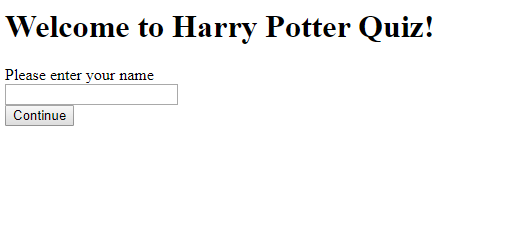 Welcome to Harry Potter Quiz!
Please enter your name
Continue